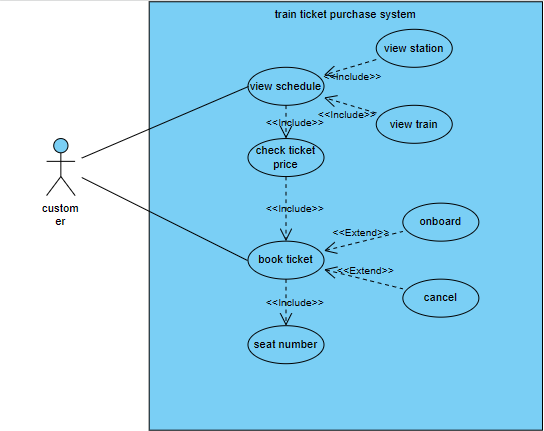 train ticket purchase system
view station
<<Include>>
view schedule
<<Include>>
<<Include>>
view train
check ticket
price
custom
er
<<Include>>
onboard
<<Extend>>
book ticket
<<Extend>>
cancel
<<Include>>
seat number